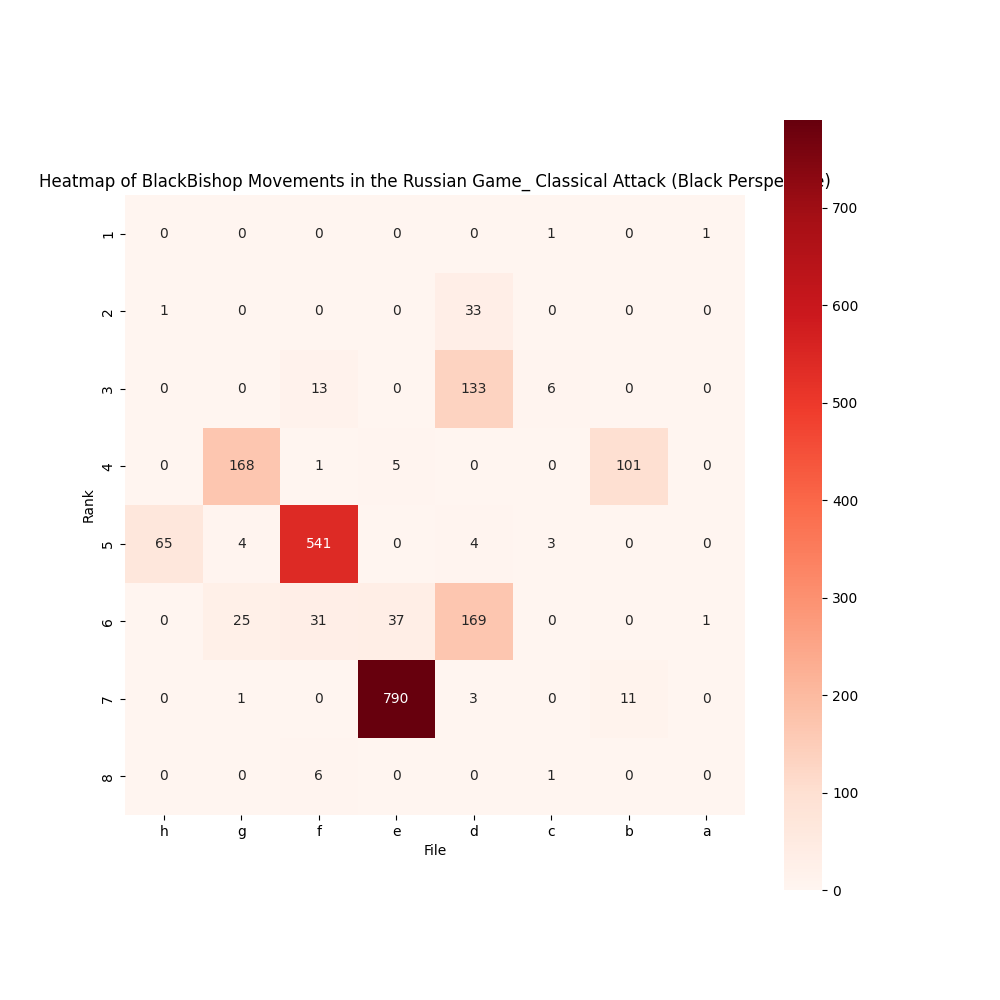 Heatmap of BlackBishop Movements in the Russian Game_ Classical Attack (Black Perspe e)
700
1 0 0 0 0 0 1 0 1
2 1 0 0 0 33 0 0 0
600
3 0 0 13 0 133 6 0 0
500
4 0 168 1 5 0 0 101 0
400
Rank
5 65 4 541 0 4 3 0 0
300
6 0 25 31 37 169 0 0 1
200
7 0 1 0 790 3 0 11 0
8 0 0 6 0 0 1 0 0
100
h g f e d c b a
File
0